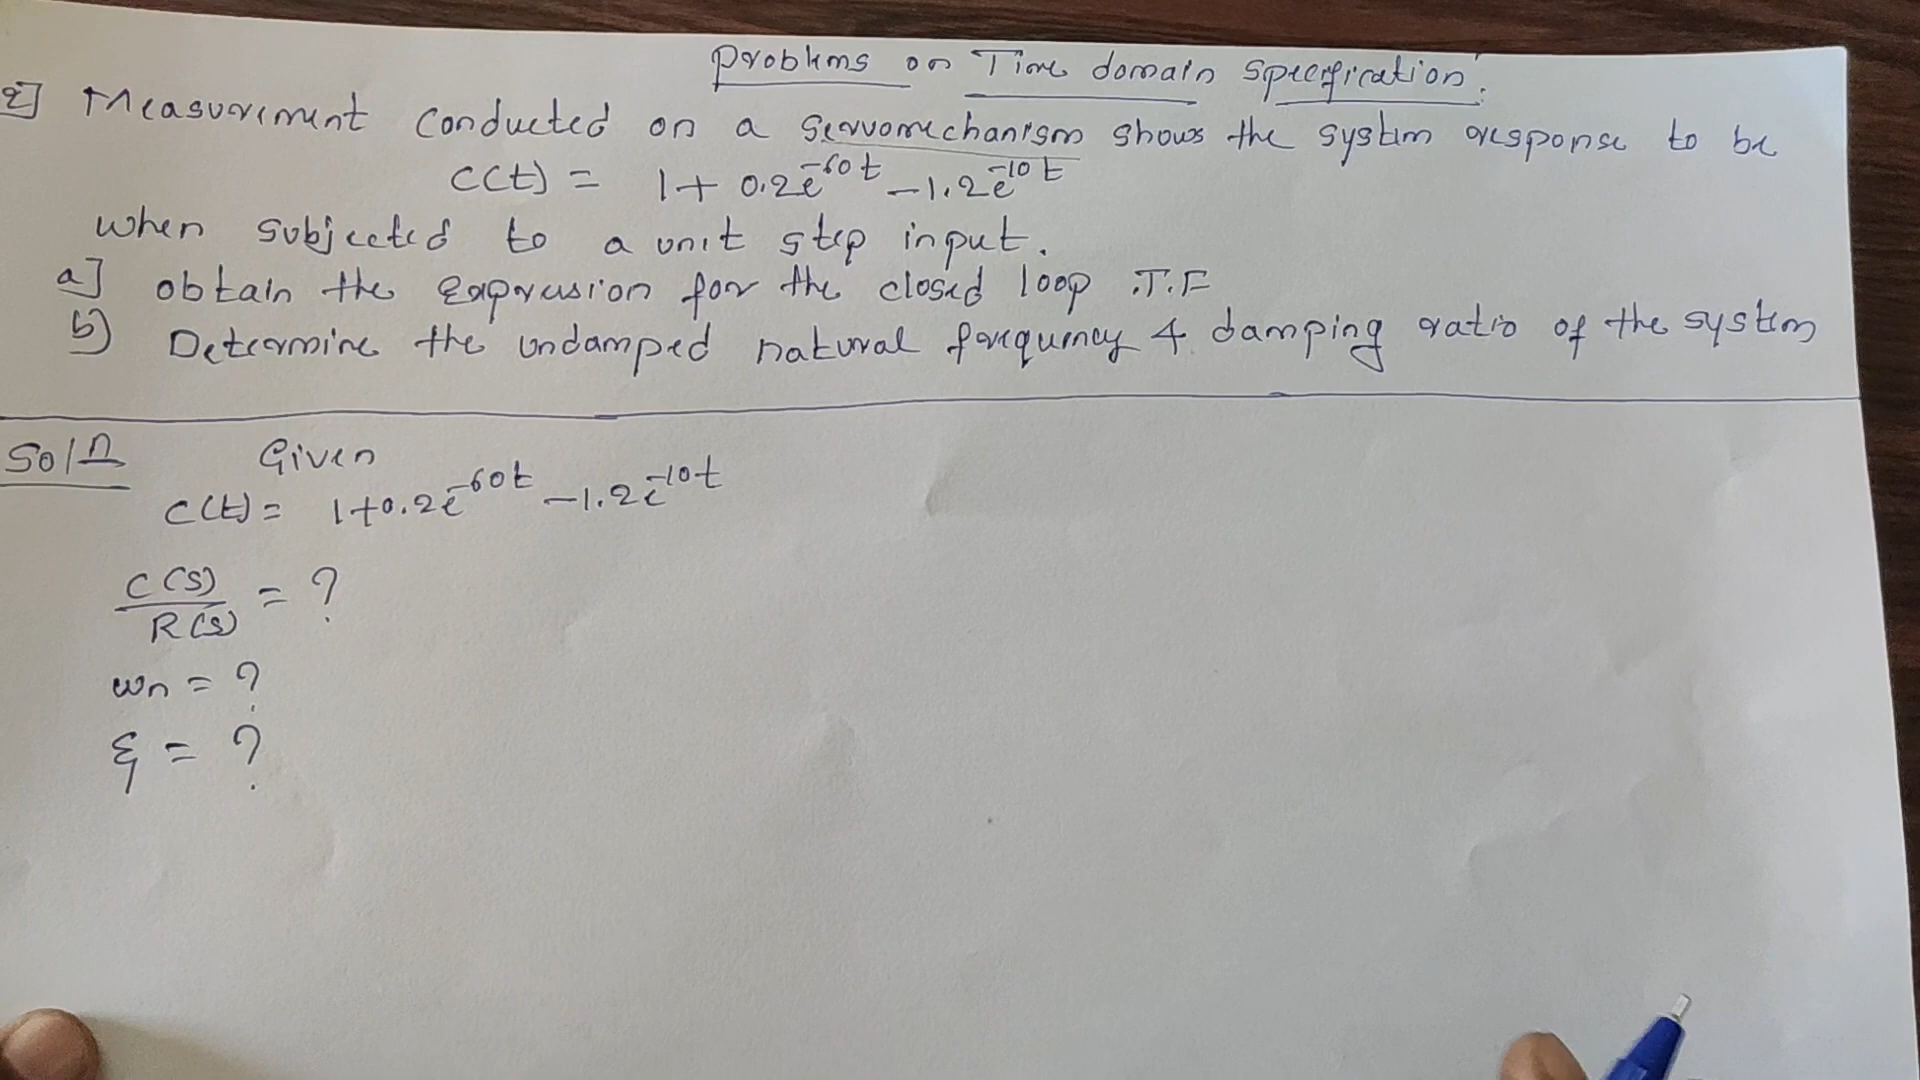 Problems on Time domain Specification.
2] Measurement conducted on a servomechanism shows the system response to be
C(t) = 1 + 0.2e^-60t - 1.2e^-10t
when subjected to a unit step input.
a] obtain the expression for the closed loop T.F
b] Determine the undamped natural frequency & damping ratio of the system
Soln Given
C(t) = 1+0.2e^-60t - 1.2e^-10t
C(S)/R(S) = ?
ωn = ?
ξ = ?